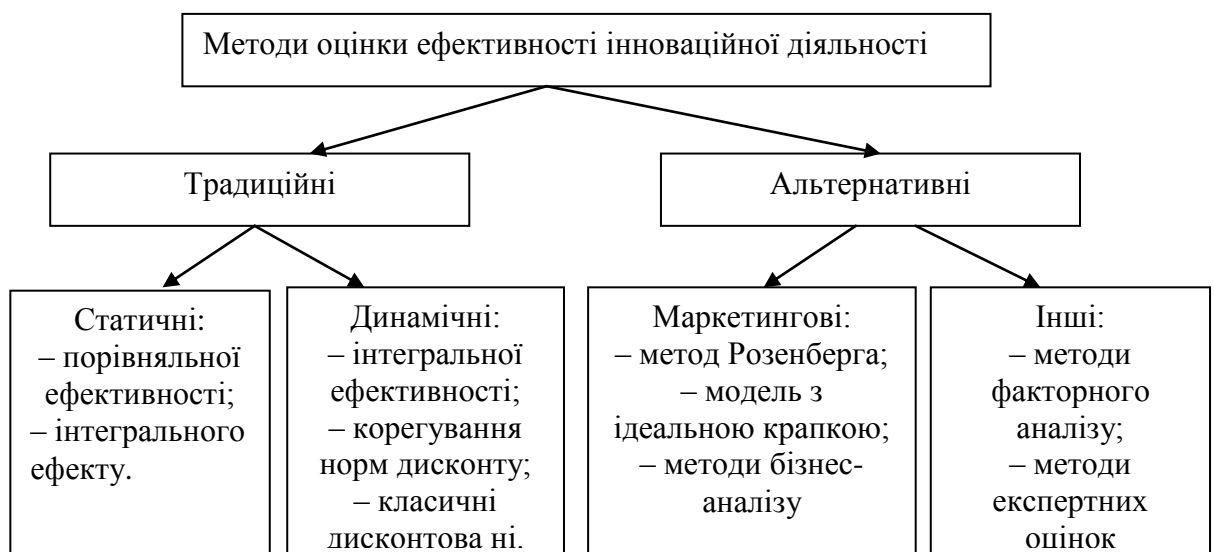 Методи оцінки ефективності інноваційної діяльності
Традиційні
Альтернативні
Статичні:
– порівняльної
ефективності;
– інтегрального
ефекту.
Динамічні:
– інтегральної
ефективності;
– корегування
норм дисконту;
– класичні
дисконтова ні.
Маркетингові:
– метод Розенберга;
– модель з
ідеальною крапкою;
– методи бізнес-
аналізу
Інші:
– методи
факторного
аналізу;
– методи
експертних
оцінок